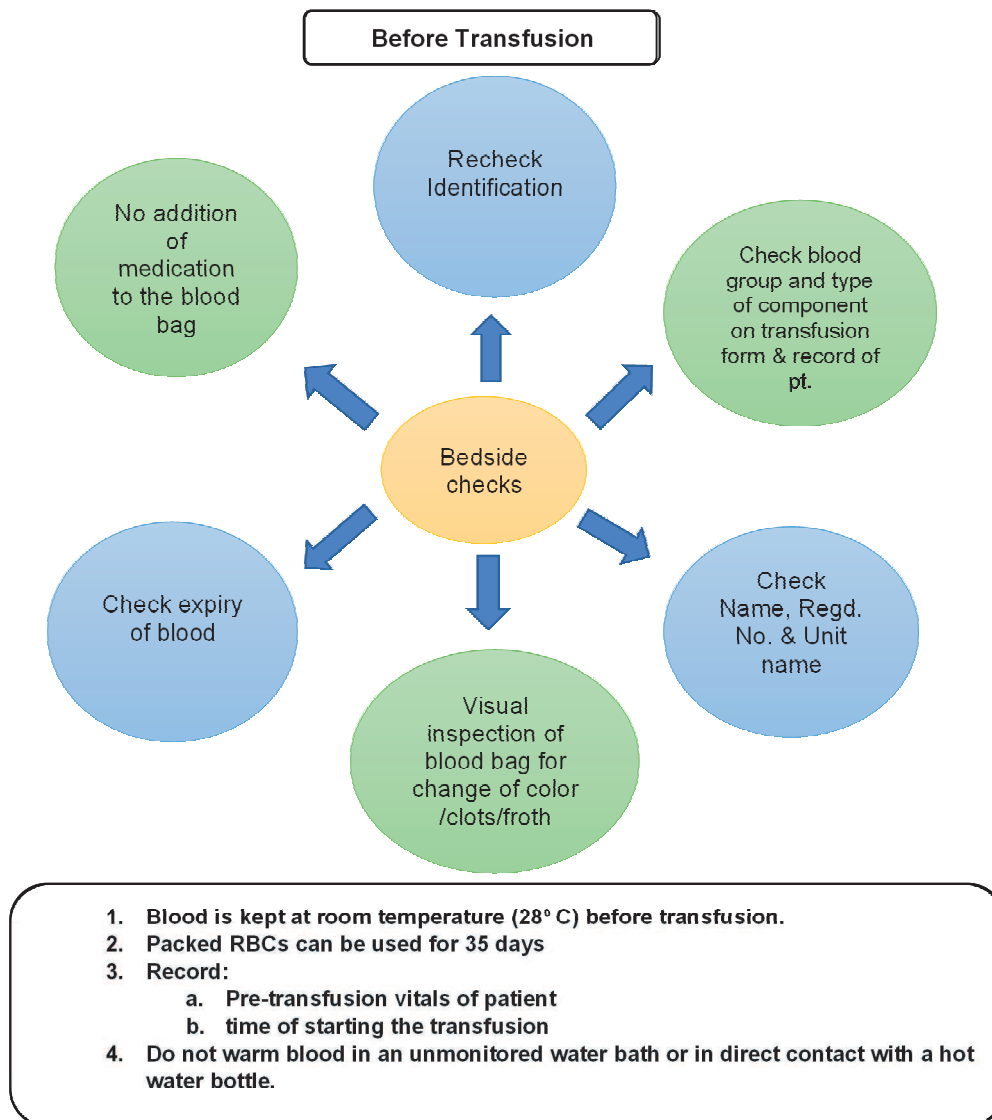 Before Transfusion
Recheck
Identification
No addition
of
medication
to the blood
bag
Check blood
group and type
of component
on transfusion
form & record of
pt.
Bedside
checks
Check expiry
of blood
Check
Name, Regd.
No. & Unit
name
Visual
inspection of
blood bag for
change of color
/clots/froth
1. Blood is kept at room temperature (28º C) before transfusion.
2. Packed RBCs can be used for 35 days
3. Record:
a. Pre-transfusion vitals of patient
b. time of starting the transfusion
4. Do not warm blood in an unmonitored water bath or in direct contact with a hot
water bottle.